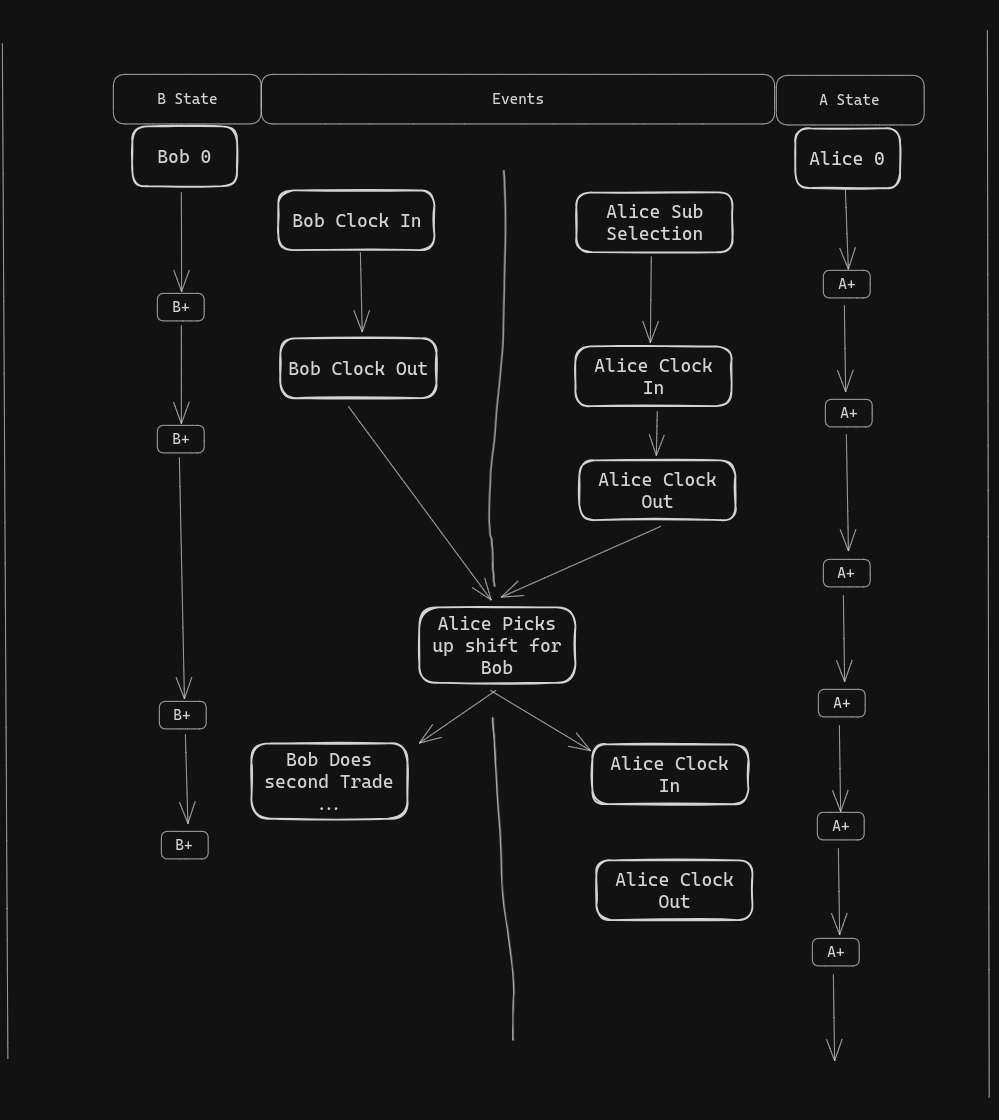 B State
Events
A State
Bob 0
Alice 0
Bob Clock In
Alice Sub
Selection
A+
B+
Bob Clock Out
Alice Clock
In
A+
B+
Alice Clock
Out
A+
Alice Picks
up shift for
Bob
A+
B+
Bob Does
second Trade
...
Alice Clock
In
A+
B+
Alice Clock
Out
A+